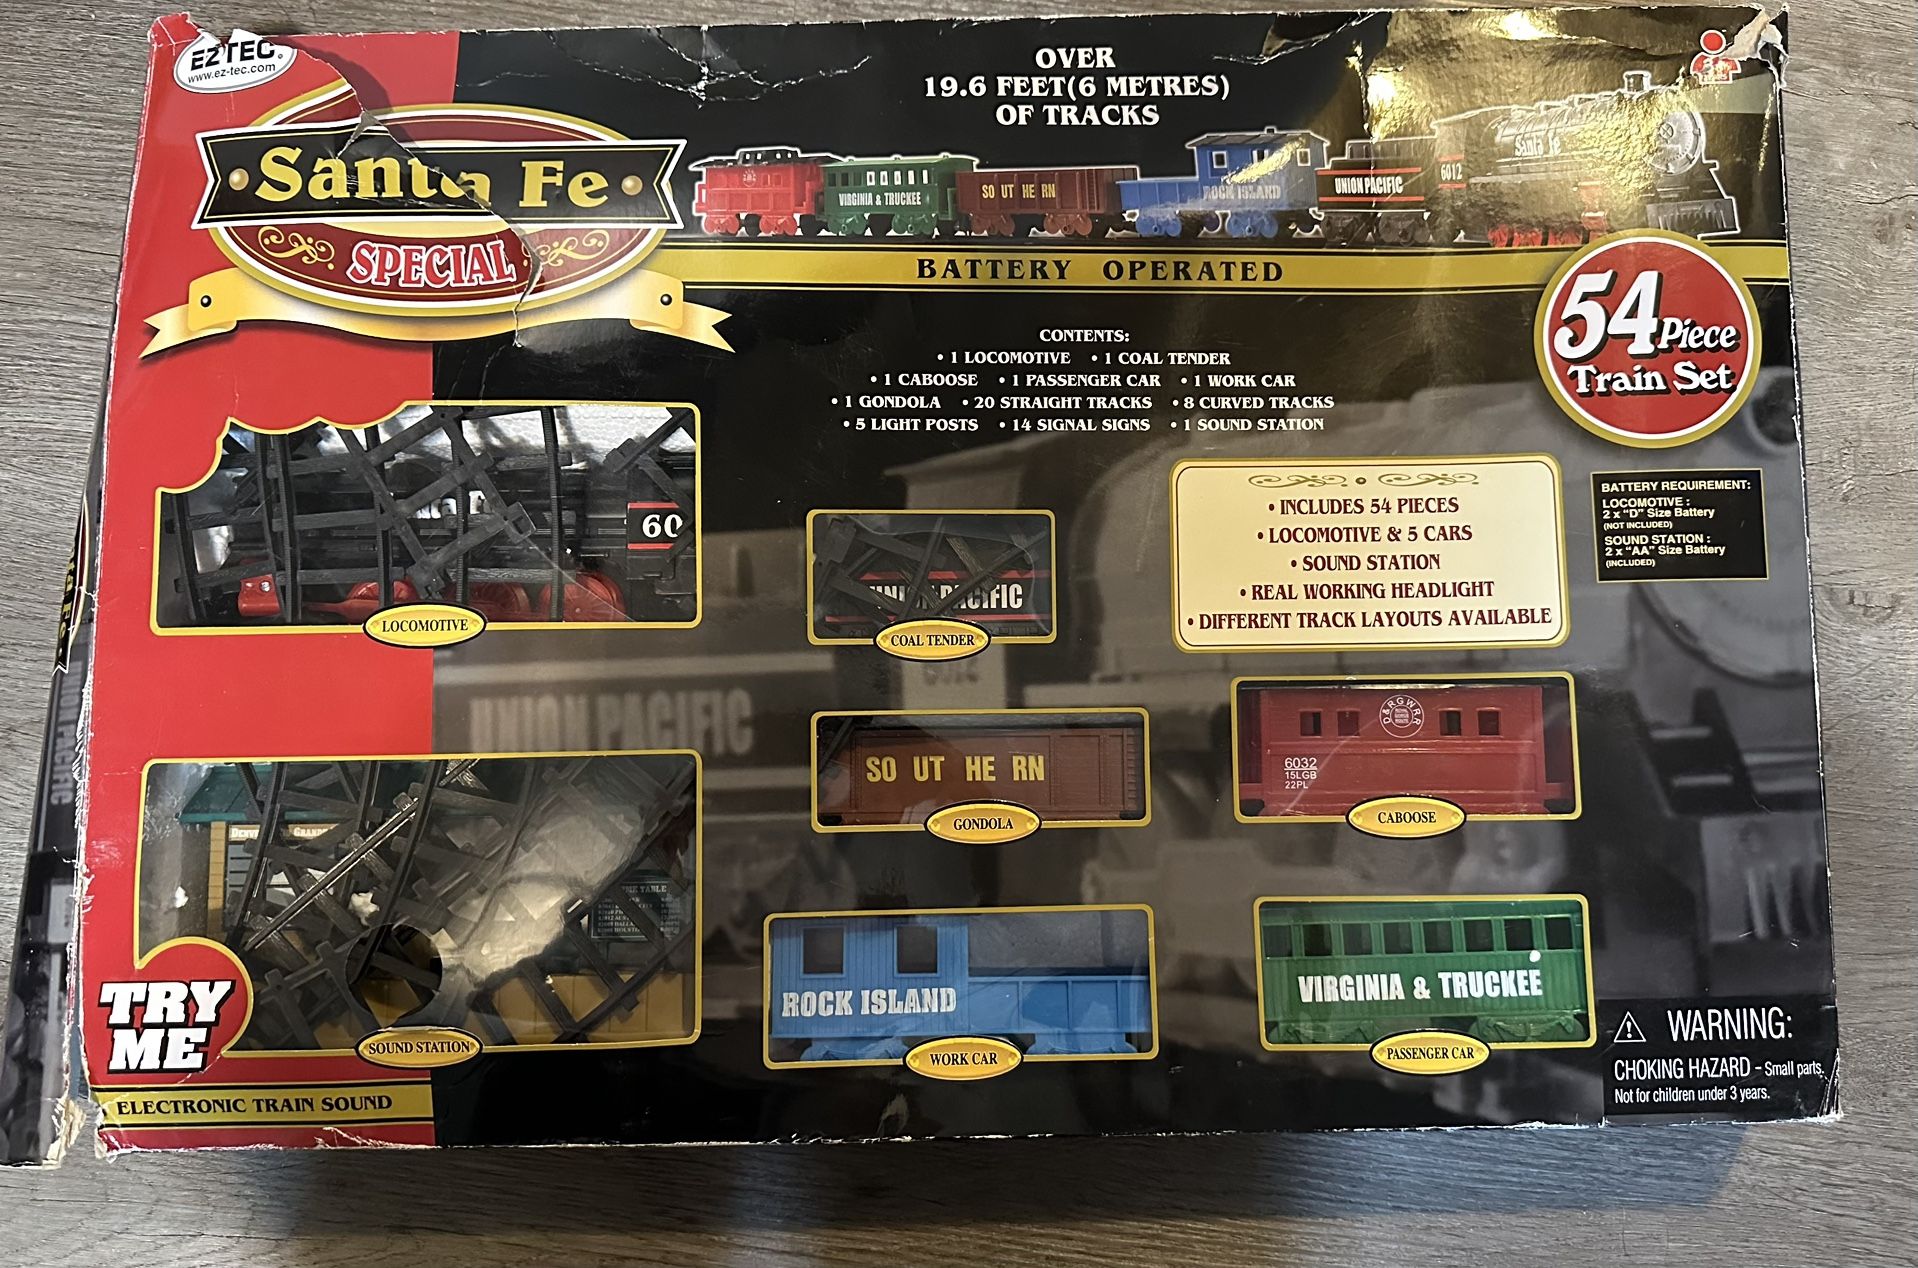 EZTEC
www.ez-tec.com
Santa Fe
SPECIAL
OVER
19.6 FEET(6 METRES)
OF TRACKS
VIRGINIA & TRUCKEE
SO UT HE RN
ROCK ISLAND
UNION PACIFIC
6012
Santa Fe
BATTERY OPERATED
54 Piece
Train Set
CONTENTS:
• 1 LOCOMOTIVE • 1 COAL TENDER
• 1 CABOOSE • 1 PASSENGER CAR • 1 WORK CAR
• 1 GONDOLA • 20 STRAIGHT TRACKS • 8 CURVED TRACKS
• 5 LIGHT POSTS • 14 SIGNAL SIGNS • 1 SOUND STATION
• INCLUDES 54 PIECES
• LOCOMOTIVE & 5 CARS
• SOUND STATION
• REAL WORKING HEADLIGHT
• DIFFERENT TRACK LAYOUTS AVAILABLE
BATTERY REQUIREMENT:
LOCOMOTIVE :
2 x "D" Size Battery
(NOT INCLUDED)
SOUND STATION :
2 x "AA" Size Battery
(INCLUDED)
60
LOCOMOTIVE
UNION PACIFIC
COAL TENDER
UNION PACIFIC
SO UT HE RN
GONDOLA
D&RGWRR
6032
15LGB
22PL
CABOOSE
TRY
ME
SOUND STATION
ROCK ISLAND
WORK CAR
VIRGINIA & TRUCKEE
PASSENGER CAR
ELECTRONIC TRAIN SOUND
WARNING:
CHOKING HAZARD - Small parts.
Not for children under 3 years.
UNION PACIFIC